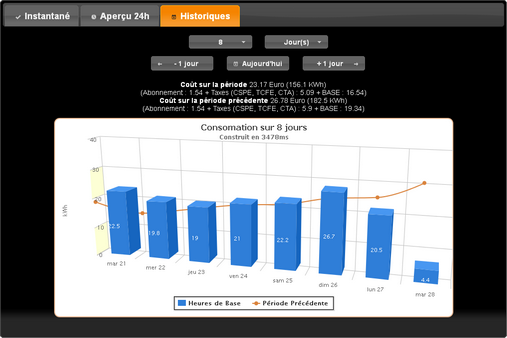 Instantané Aperçu 24h Historiques
8 Jour(s)
- 1 jour Aujourd'hui +1 jour
Coût sur la période 23.17 Euro (156.1 KWh)
(Abonnement : 1.54 + Taxes (CSPE, TCFE, CTA) : 5.09 + BASE : 16.54)
Coût sur la période précédente 26.78 Euro (182.5 kWh)
(Abonnement : 1.54 + Taxes (CSPE, TCFE, CTA) : 5.9 + BASE : 19.34)
Consomation sur 8 jours
Construit en 3478ms
40
30
20
10
0
kWh
22.5
19.8
19
21
22.2
26.7
20.5
4.4
mar 21
mer 22
jeu 23
ven 24
sam 25
dim 26
lun 27
mar 28
Heures de Base Période Précédente